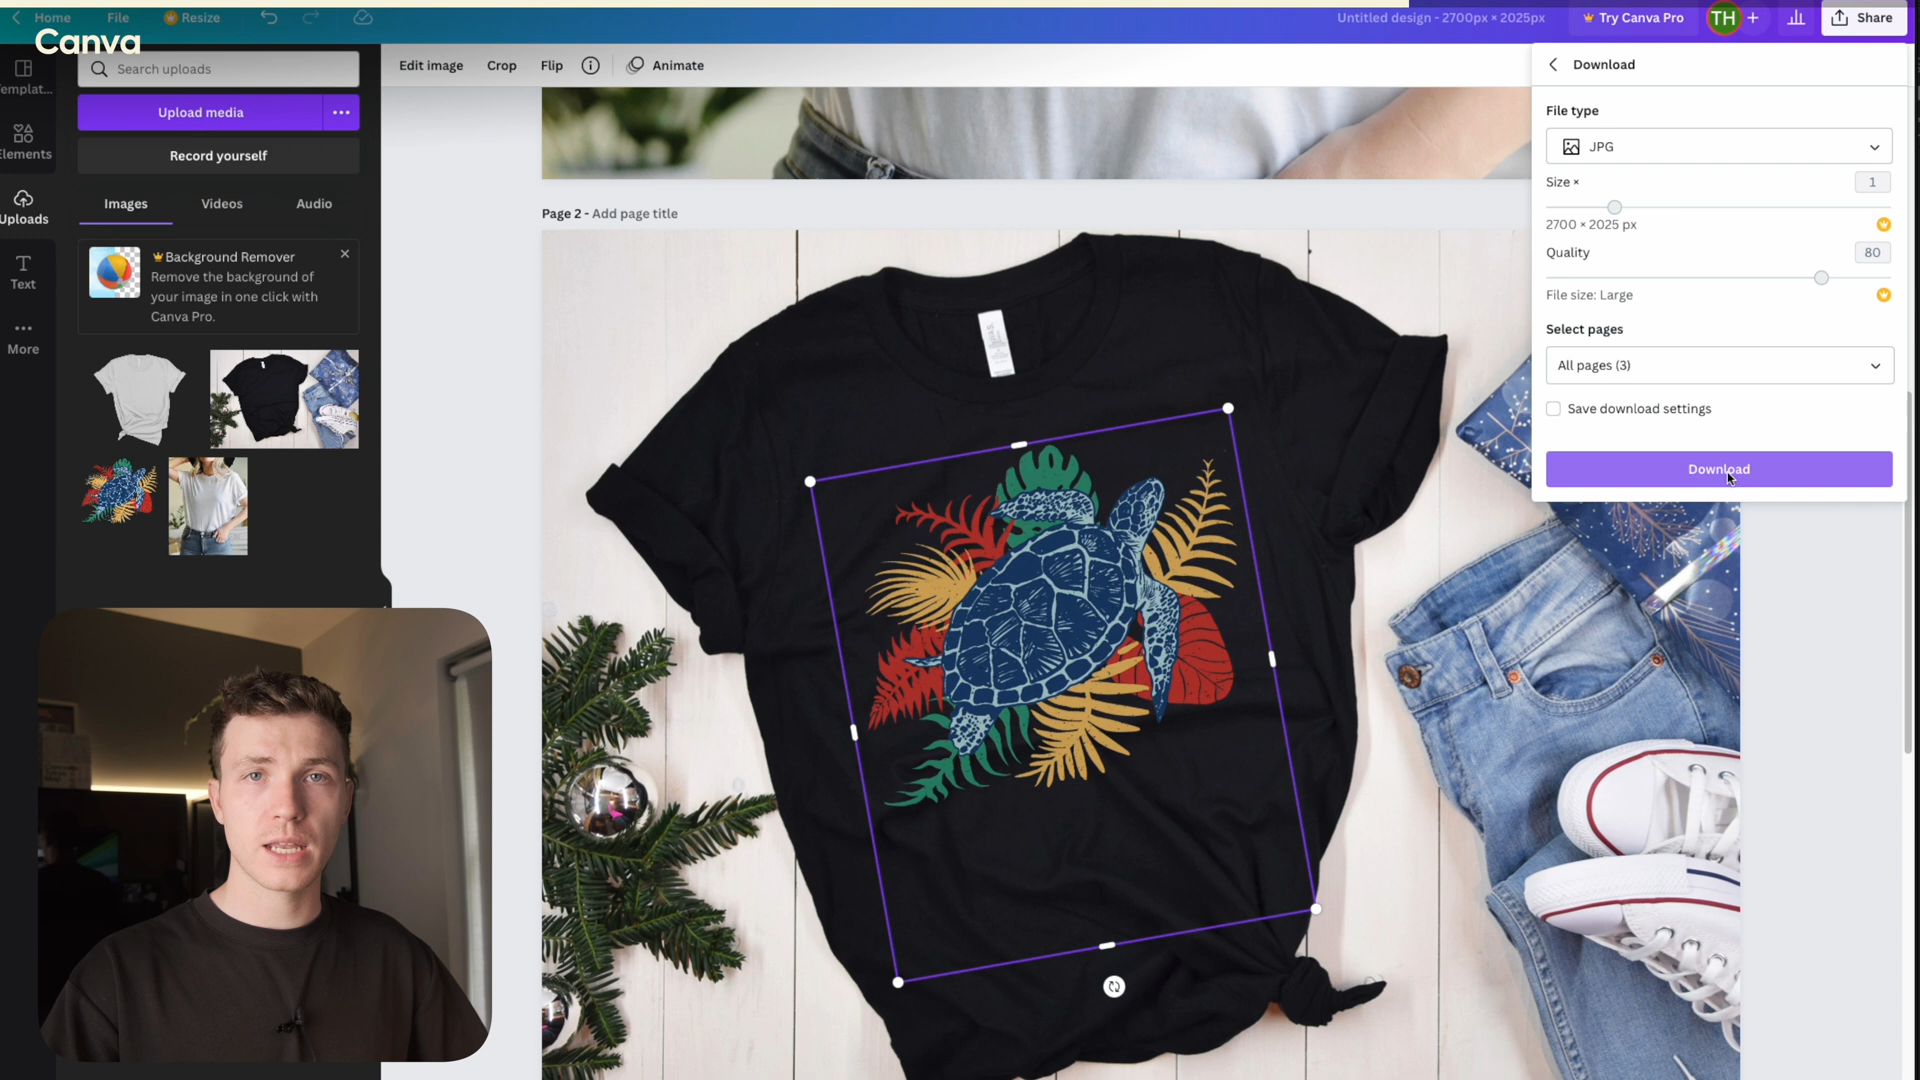 Home File Resize
Untitled design - 2700px × 2025px Try Canva Pro TH + Share
Canva
Search uploads
Upload media
Record yourself
Templat...
Elements
Uploads
Text
More
Images Videos Audio
Background Remover
Remove the background of
your image in one click with
Canva Pro.
Edit image Crop Flip Animate
Page 2 - Add page title
Download
File type
JPG
Size × 1
2700 × 2025 px
Quality 80
File size: Large
Select pages
All pages (3)
Save download settings
Download